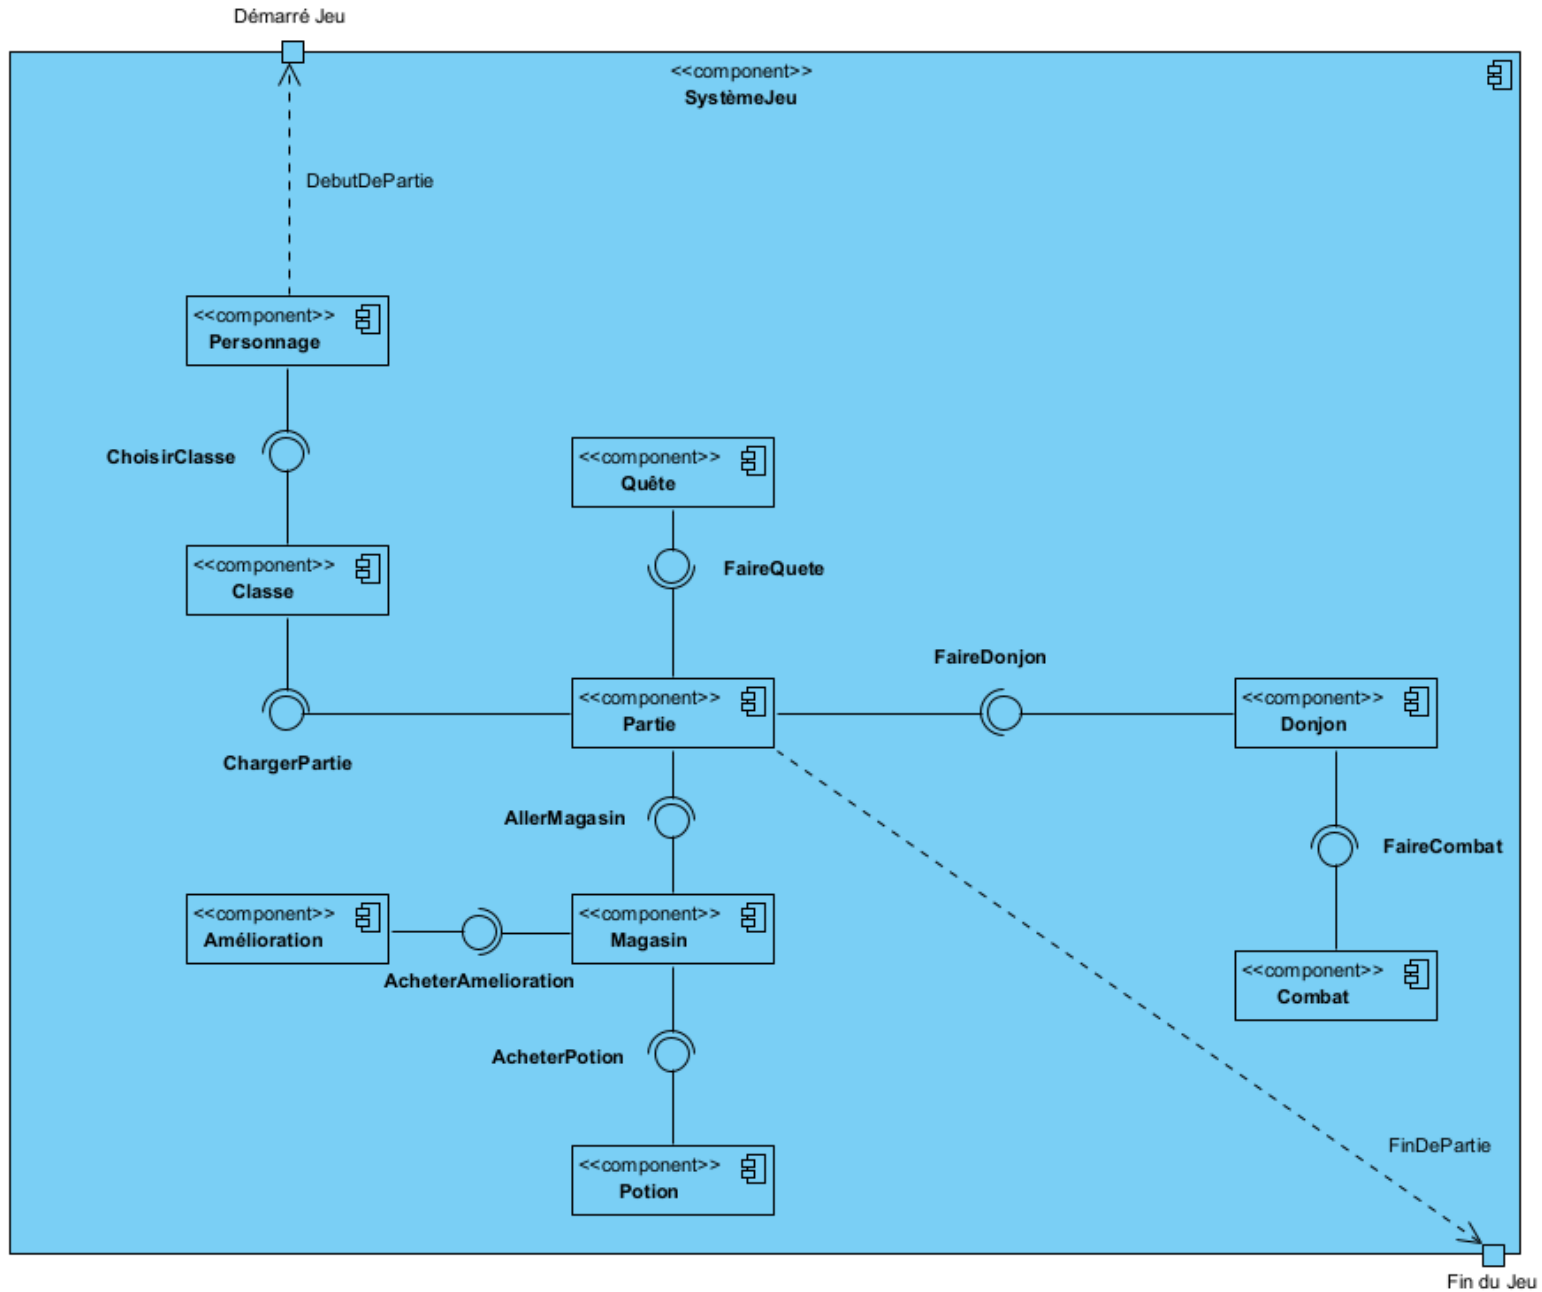 Démarré Jeu
<<component>>
SystèmeJeu
DebutDePartie
<<component>>
Personnage
ChoisirClasse
<<component>>
Quête
<<component>>
Classe
FaireQuete
FaireDonjon
<<component>>
Partie
<<component>>
Donjon
ChargerPartie
AllerMagasin
FaireCombat
<<component>>
Amélioration
<<component>>
Magasin
AcheterAmelioration
<<component>>
Combat
AcheterPotion
FinDePartie
<<component>>
Potion
Fin du Jeu